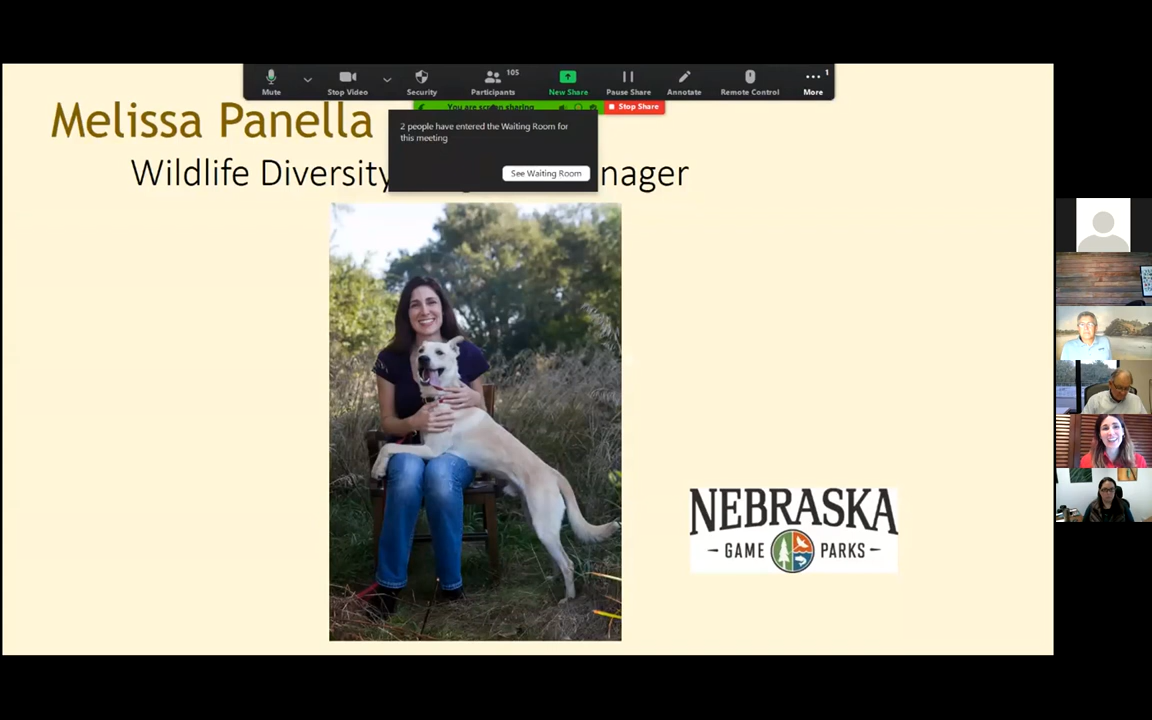 Mute
Stop Video
Security
105
Participants
New Share
Pause Share
Annotate
Remote Control
1
More
You are screen sharing
Stop Share
Melissa Panella
2 people have entered the Waiting Room for
this meeting
See Waiting Room
Wildlife Diversity nager
NEBRASKA
GAME PARKS